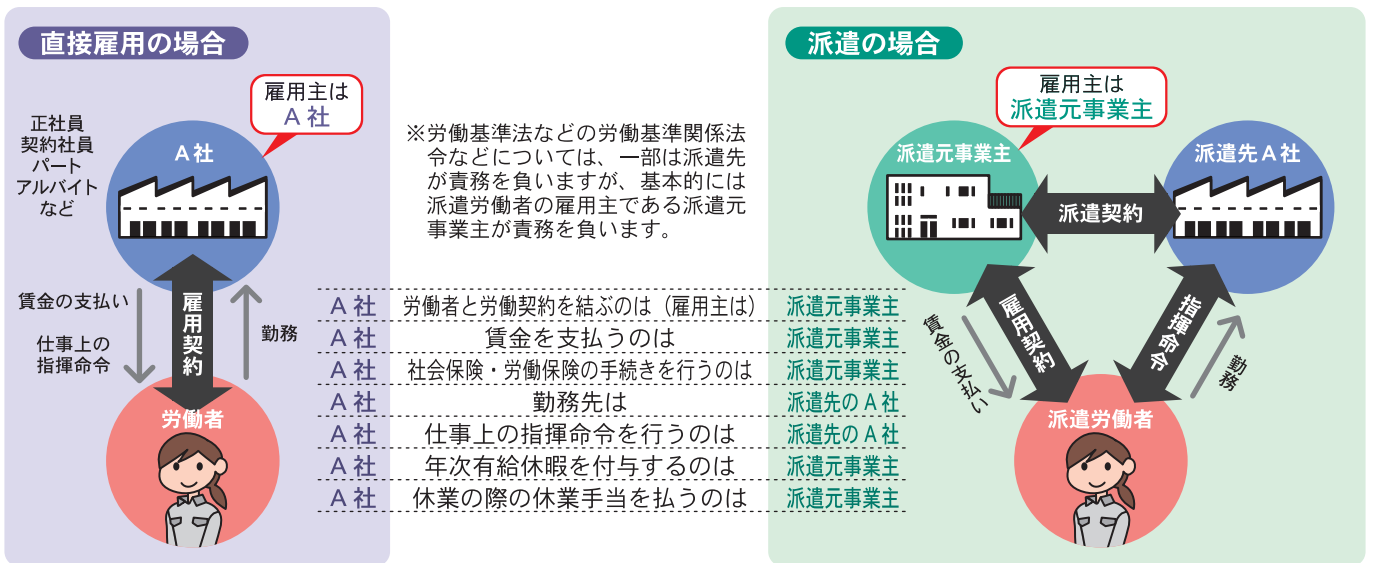 直接雇用の場合
雇用主は
A社
正社員
契約社員
パート
アルバイト
など
A社
賃金の支払い
仕事上の
指揮命令
雇用契約
勤務
労働者
※労働基準法などの労働基準関係法
令などについては、一部は派遣先
が責務を負いますが、基本的には
派遣労働者の雇用主である派遣元
事業主が責務を負います。
A社 労働者と労働契約を結ぶのは（雇用主は） 派遣元事業主
A社 賃金を支払うのは 派遣元事業主
A社 社会保険・労働保険の手続きを行うのは 派遣元事業主
A社 勤務先は 派遣先のA社
A社 仕事上の指揮命令を行うのは 派遣先のA社
A社 年次有給休暇を付与するのは 派遣元事業主
A社 休業の際の休業手当を払うのは 派遣元事業主
派遣の場合
雇用主は
派遣元事業主
派遣元事業主
派遣先A社
派遣契約
賃金の支払い
雇用契約
指揮命令
勤務
派遣労働者